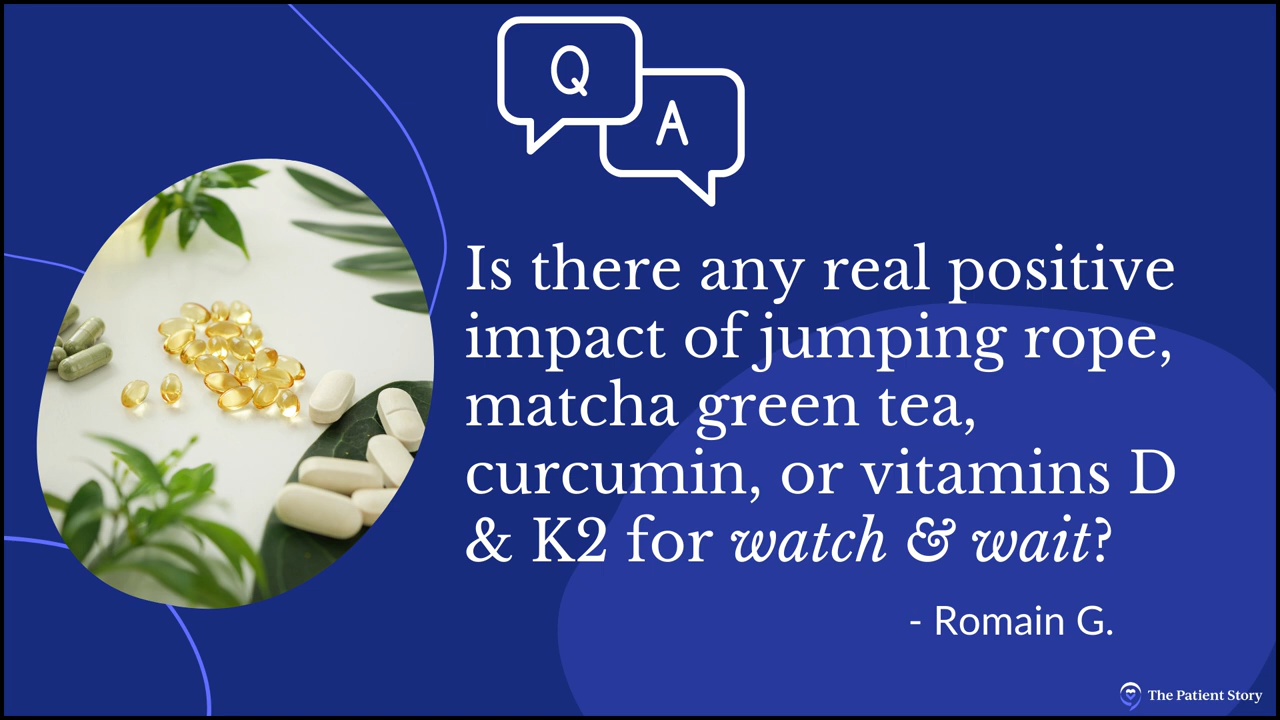 Q
A
Is there any real positive
impact of jumping rope,
matcha green tea,
curcumin, or vitamins D
& K2 for watch & wait?
- Romain G.
The Patient Story